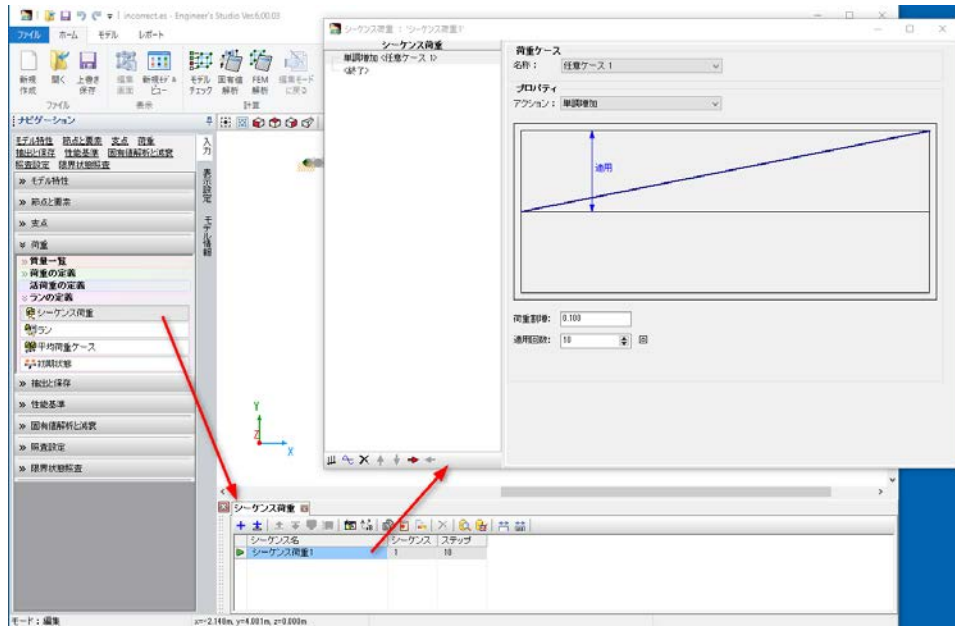 incorrect.es - Engineer's Studio Ver.6.00.03
ファイル ホーム モデル レポート
新規作成
開く
上書き保存
編集画面
新規モデルビュー
モデルチェック
固有値解析
FEM解析
編集モードに戻る
ファイル 表示 計算
ナビゲーション
モデル特性 節点と要素 支点 荷重
抽出と保存 性能基準 固有値解析と減衰
照査設定 限界状態照査
モデル特性
節点と要素
支点
荷重
質量一覧
荷重の定義
活荷重の定義
ランの定義
シーケンス荷重
ラン
平均荷重ケース
初期状態
抽出と保存
性能基準
固有値解析と減衰
照査設定
限界状態照査
入力
表示設定
モデル情報
Y
Z
X
シーケンス荷重 : 'シーケンス荷重1'
シーケンス荷重
単調増加 <任意ケース 1>
<終了>
荷重ケース
名称： 任意ケース 1
プロパティ
アクション： 単調増加
適用
荷重割増: 0.100
適用回数: 10 回
シーケンス荷重
シーケンス名 シーケンス ステップ
シーケンス荷重1 1 10
モード：編集
x=-2.148m, y=4.001m, z=0.000m